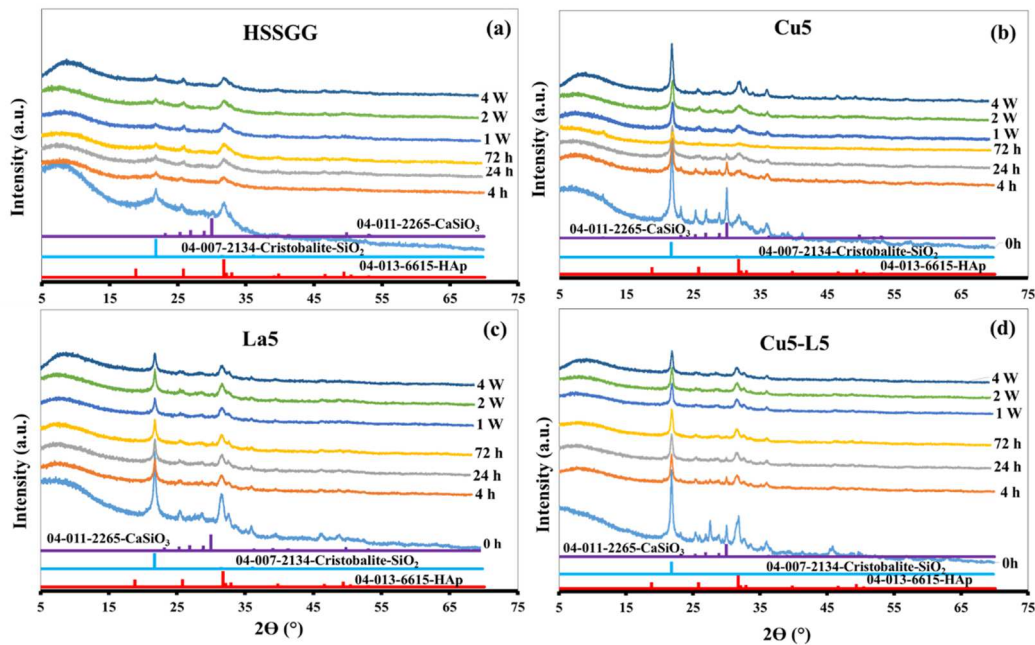 HSSGG
(a)
Intensity (a.u.)
4 W
2 W
1 W
72 h
24 h
4 h
04-011-2265-CaSiO₃
04-007-2134-Cristobalite-SiO₂
04-013-6615-HAp
5 15 25 35 45 55 65 75
Cu5
(b)
Intensity (a.u.)
4 W
2 W
1 W
72 h
24 h
4 h
0h
04-011-2265-CaSiO₃
04-007-2134-Cristobalite-SiO₂
04-013-6615-HAp
5 15 25 35 45 55 65 75
La5
(c)
Intensity (a.u.)
4 W
2 W
1 W
72 h
24 h
4 h
0 h
04-011-2265-CaSiO₃
04-007-2134-Cristobalite-SiO₂
04-013-6615-HAp
5 15 25 35 45 55 65 75
2Θ (°)
Cu5-L5
(d)
Intensity (a.u.)
4 W
2 W
1 W
72 h
24 h
4 h
0h
04-011-2265-CaSiO₃
04-007-2134-Cristobalite-SiO₂
04-013-6615-HAp
5 15 25 35 45 55 65 75
2Θ (°)